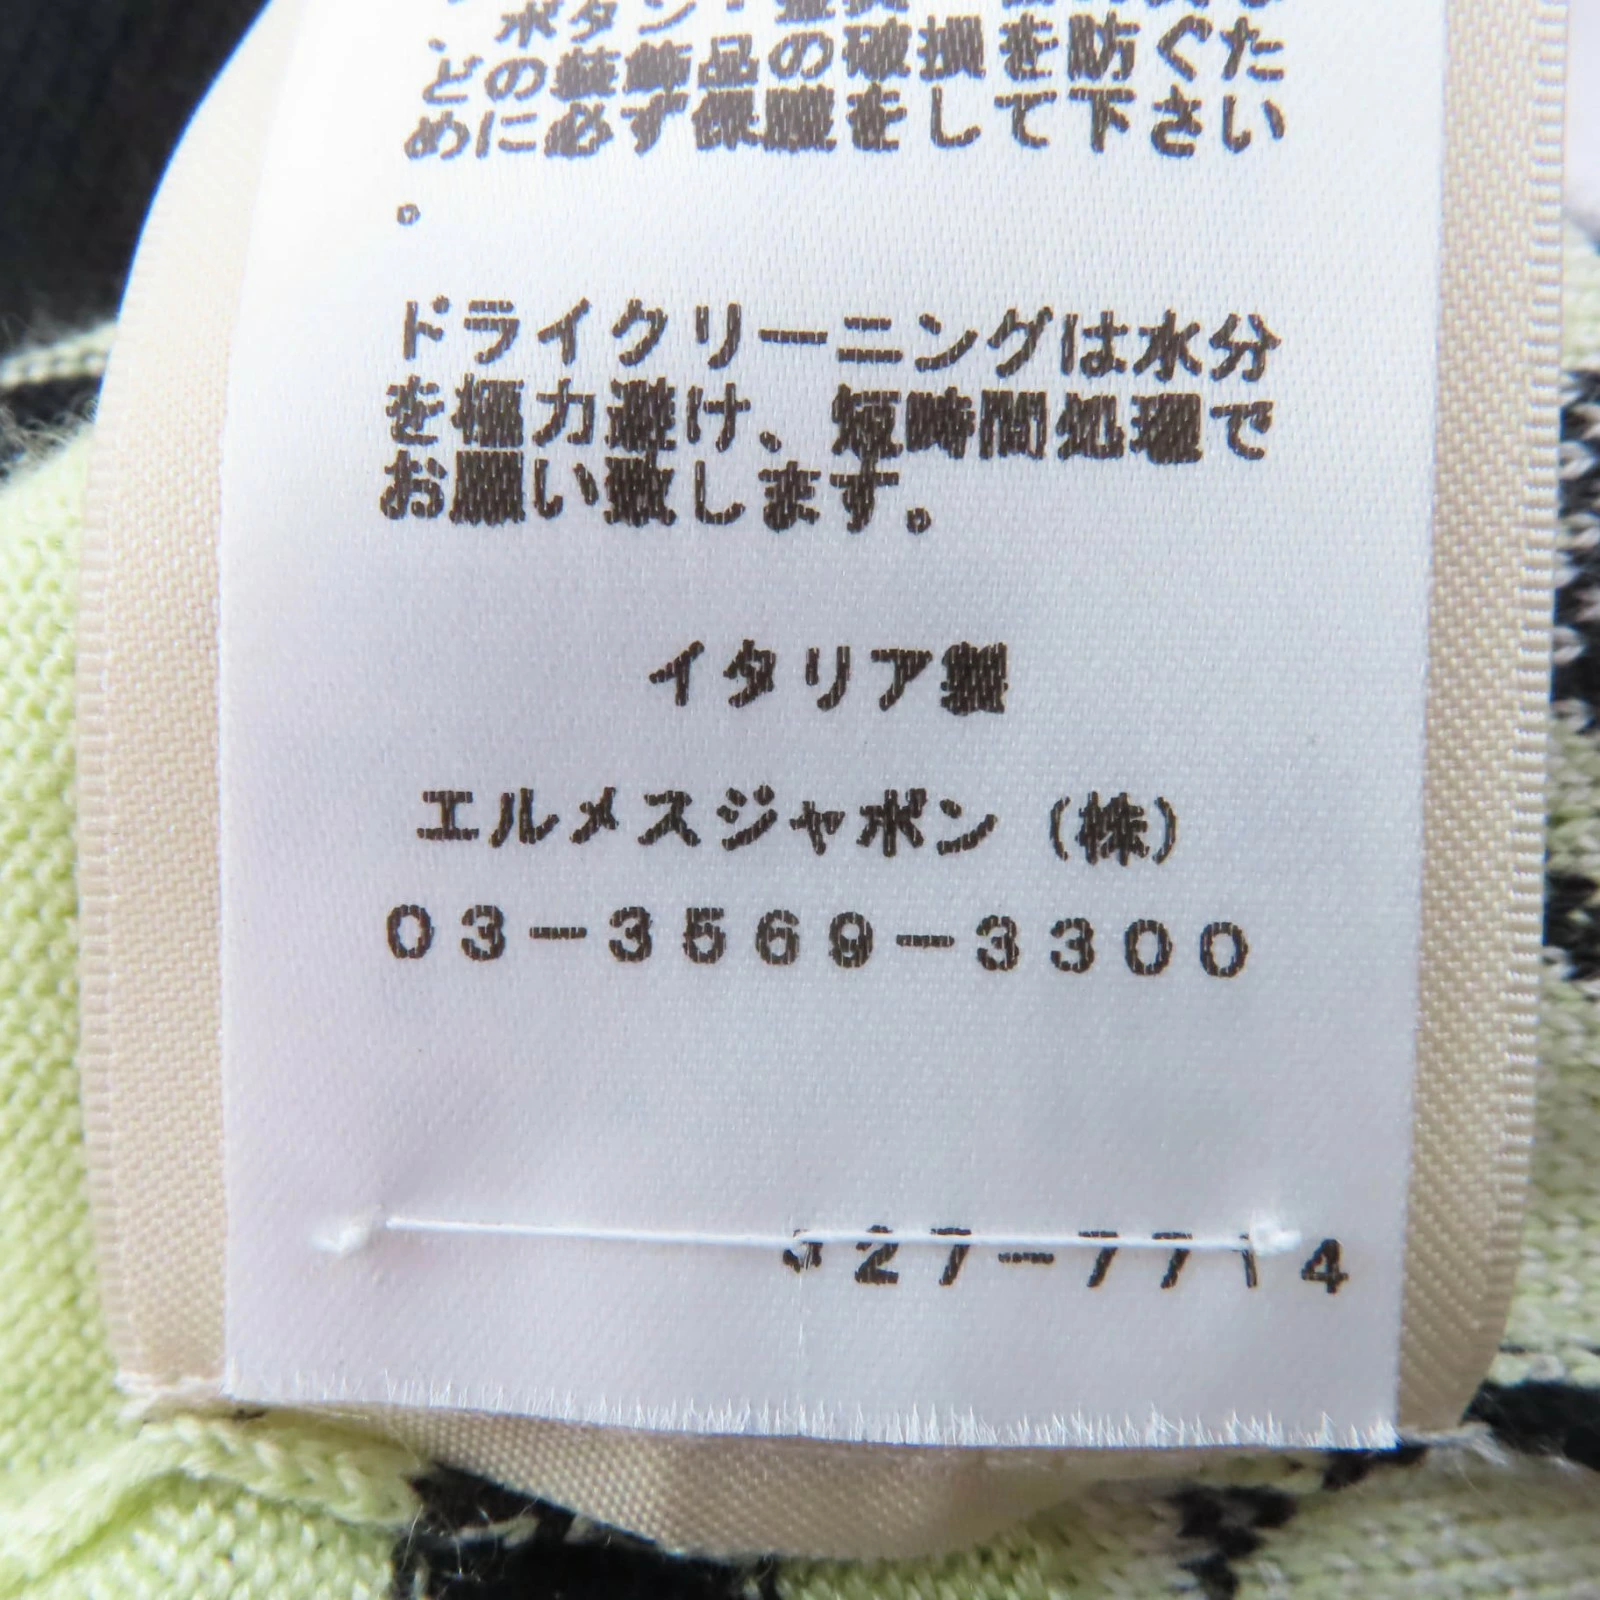 どの装飾品の破損を防ぐた
めに必ず保護をして下さい
。
ドライクリーニングは水分
を極力避け、短時間処理で
お願い致します。
イタリア製
エルメスジャポン(株)
03-3569-3300
27-7714